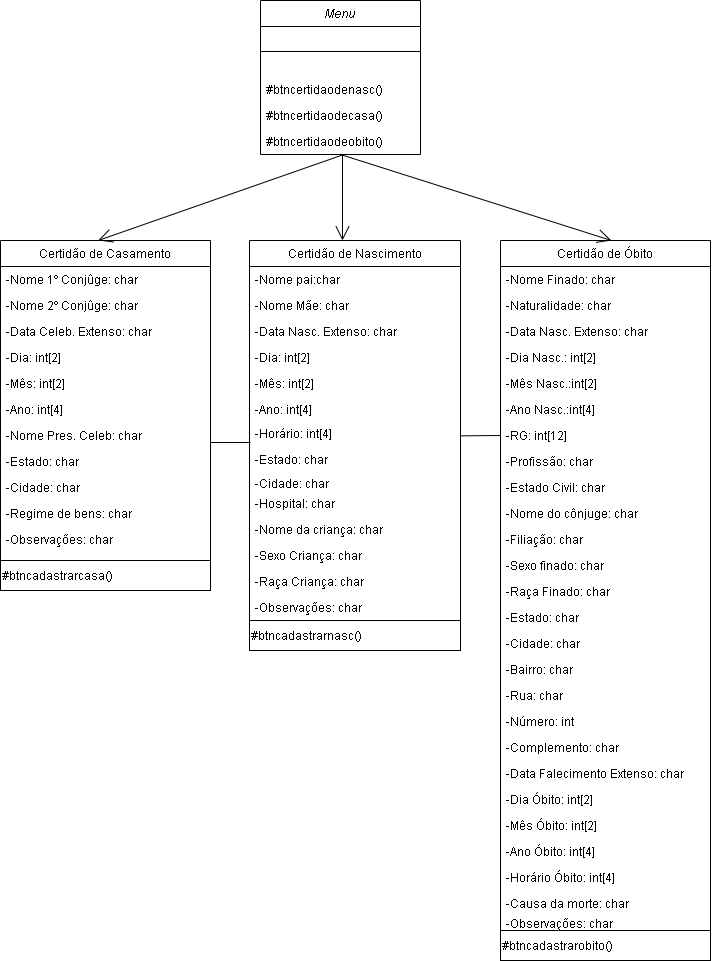 Menu
#btncertidaodenasc()
#btncertidaodecasa()
#btncertidaodeobito()
Certidão de Casamento
-Nome 1º Conjûge: char
-Nome 2º Conjûge: char
-Data Celeb. Extenso: char
-Dia: int[2]
-Mês: int[2]
-Ano: int[4]
-Nome Pres. Celeb: char
-Estado: char
-Cidade: char
-Regime de bens: char
-Observações: char
#btncadastrarcasa()
Certidão de Nascimento
-Nome pai:char
-Nome Mãe: char
-Data Nasc. Extenso: char
-Dia: int[2]
-Mês: int[2]
-Ano: int[4]
-Horário: int[4]
-Estado: char
-Cidade: char
-Hospital: char
-Nome da criança: char
-Sexo Criança: char
-Raça Criança: char
-Observações: char
#btncadastrarnasc()
Certidão de Óbito
-Nome Finado: char
-Naturalidade: char
-Data Nasc. Extenso: char
-Dia Nasc.: int[2]
-Mês Nasc.:int[2]
-Ano Nasc.:int[4]
-RG: int[12]
-Profissão: char
-Estado Civil: char
-Nome do cônjuge: char
-Filiação: char
-Sexo finado: char
-Raça Finado: char
-Estado: char
-Cidade: char
-Bairro: char
-Rua: char
-Número: int
-Complemento: char
-Data Falecimento Extenso: char
-Dia Óbito: int[2]
-Mês Óbito: int[2]
-Ano Óbito: int[4]
-Horário Óbito: int[4]
-Causa da morte: char
-Observações: char
#btncadastrarobito()